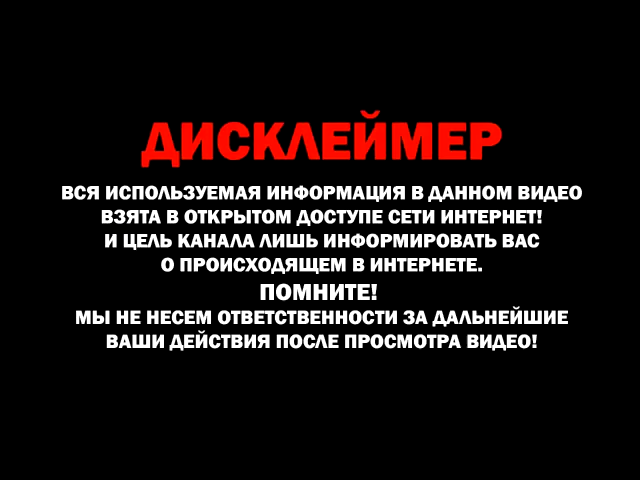 ДИСКЛЕЙМЕР
ВСЯ ИСПОЛЬЗУЕМАЯ ИНФОРМАЦИЯ В ДАННОМ ВИДЕО
ВЗЯТА В ОТКРЫТОМ ДОСТУПЕ СЕТИ ИНТЕРНЕТ!
И ЦЕЛЬ КАНАЛА ЛИШЬ ИНФОРМИРОВАТЬ ВАС
О ПРОИСХОДЯЩЕМ В ИНТЕРНЕТЕ.
ПОМНИТЕ!
МЫ НЕ НЕСЕМ ОТВЕТСТВЕННОСТИ ЗА ДАЛЬНЕЙШИЕ
ВАШИ ДЕЙСТВИЯ ПОСЛЕ ПРОСМОТРА ВИДЕО!